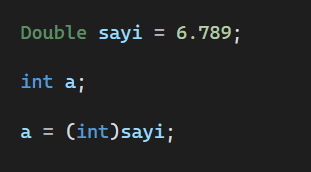 Double sayi = 6.789;
int a;
a = (int)sayi;